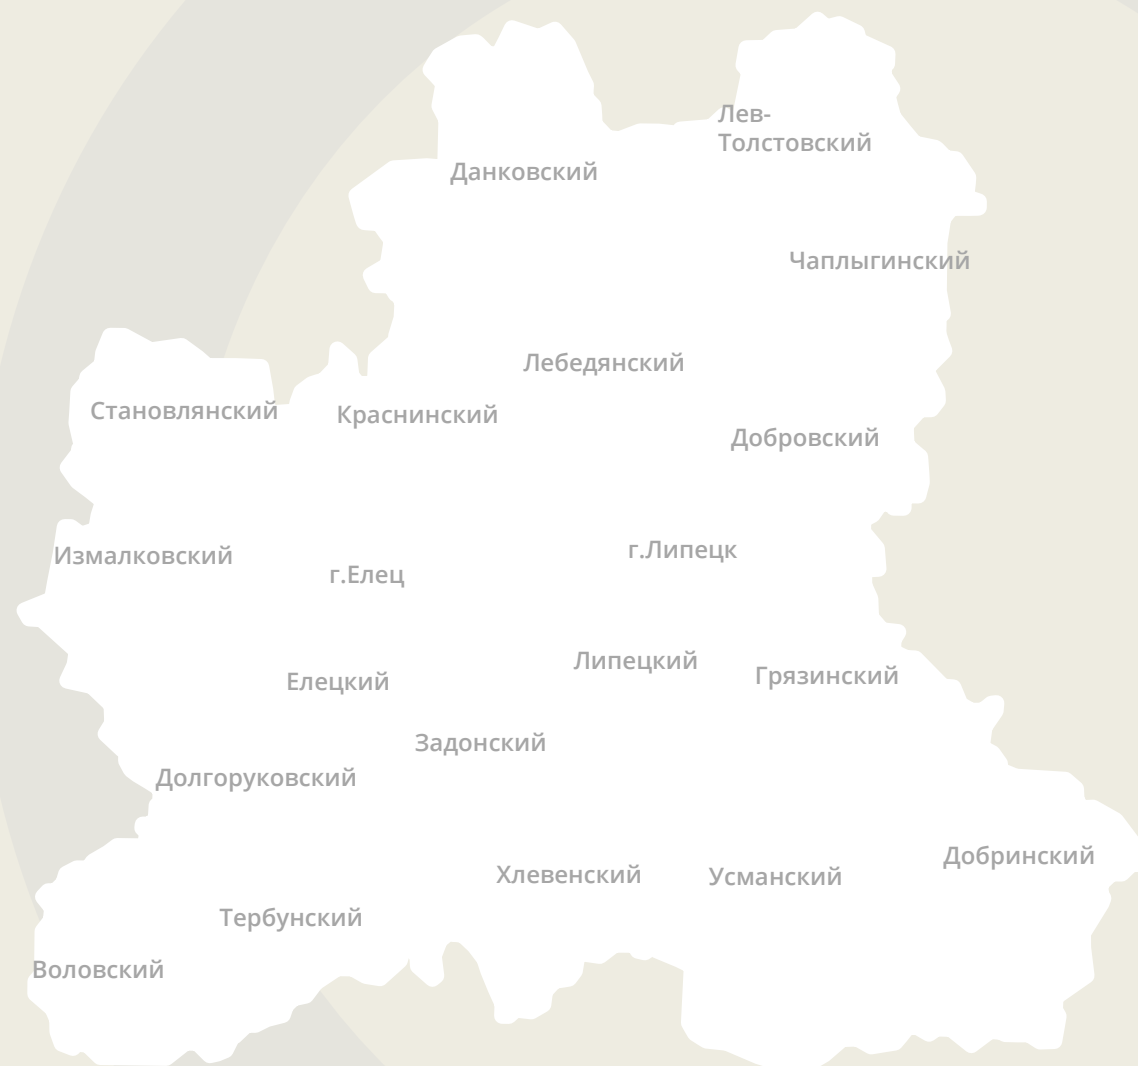 Лев-
Толстовский
Данковский
Чаплыгинский
Лебедянский
Становлянский
Краснинский
Добровский
Измалковский
г.Елец
г.Липецк
Липецкий
Грязинский
Елецкий
Задонский
Долгоруковский
Добринский
Хлевенский
Усманский
Тербунский
Воловский